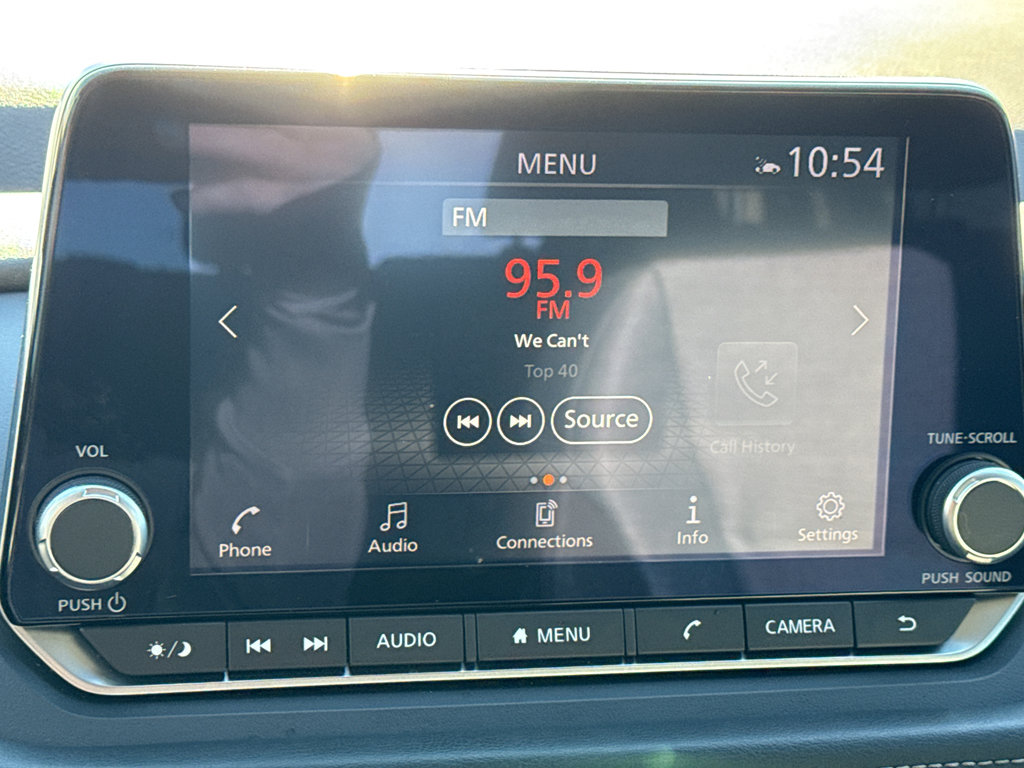 MENU
10:54
FM
95.9
FM
We Can't
Top 40
Source
Call History
Phone
Audio
Connections
Info
Settings
VOL
PUSH
TUNE-SCROLL
PUSH SOUND
AUDIO
MENU
CAMERA